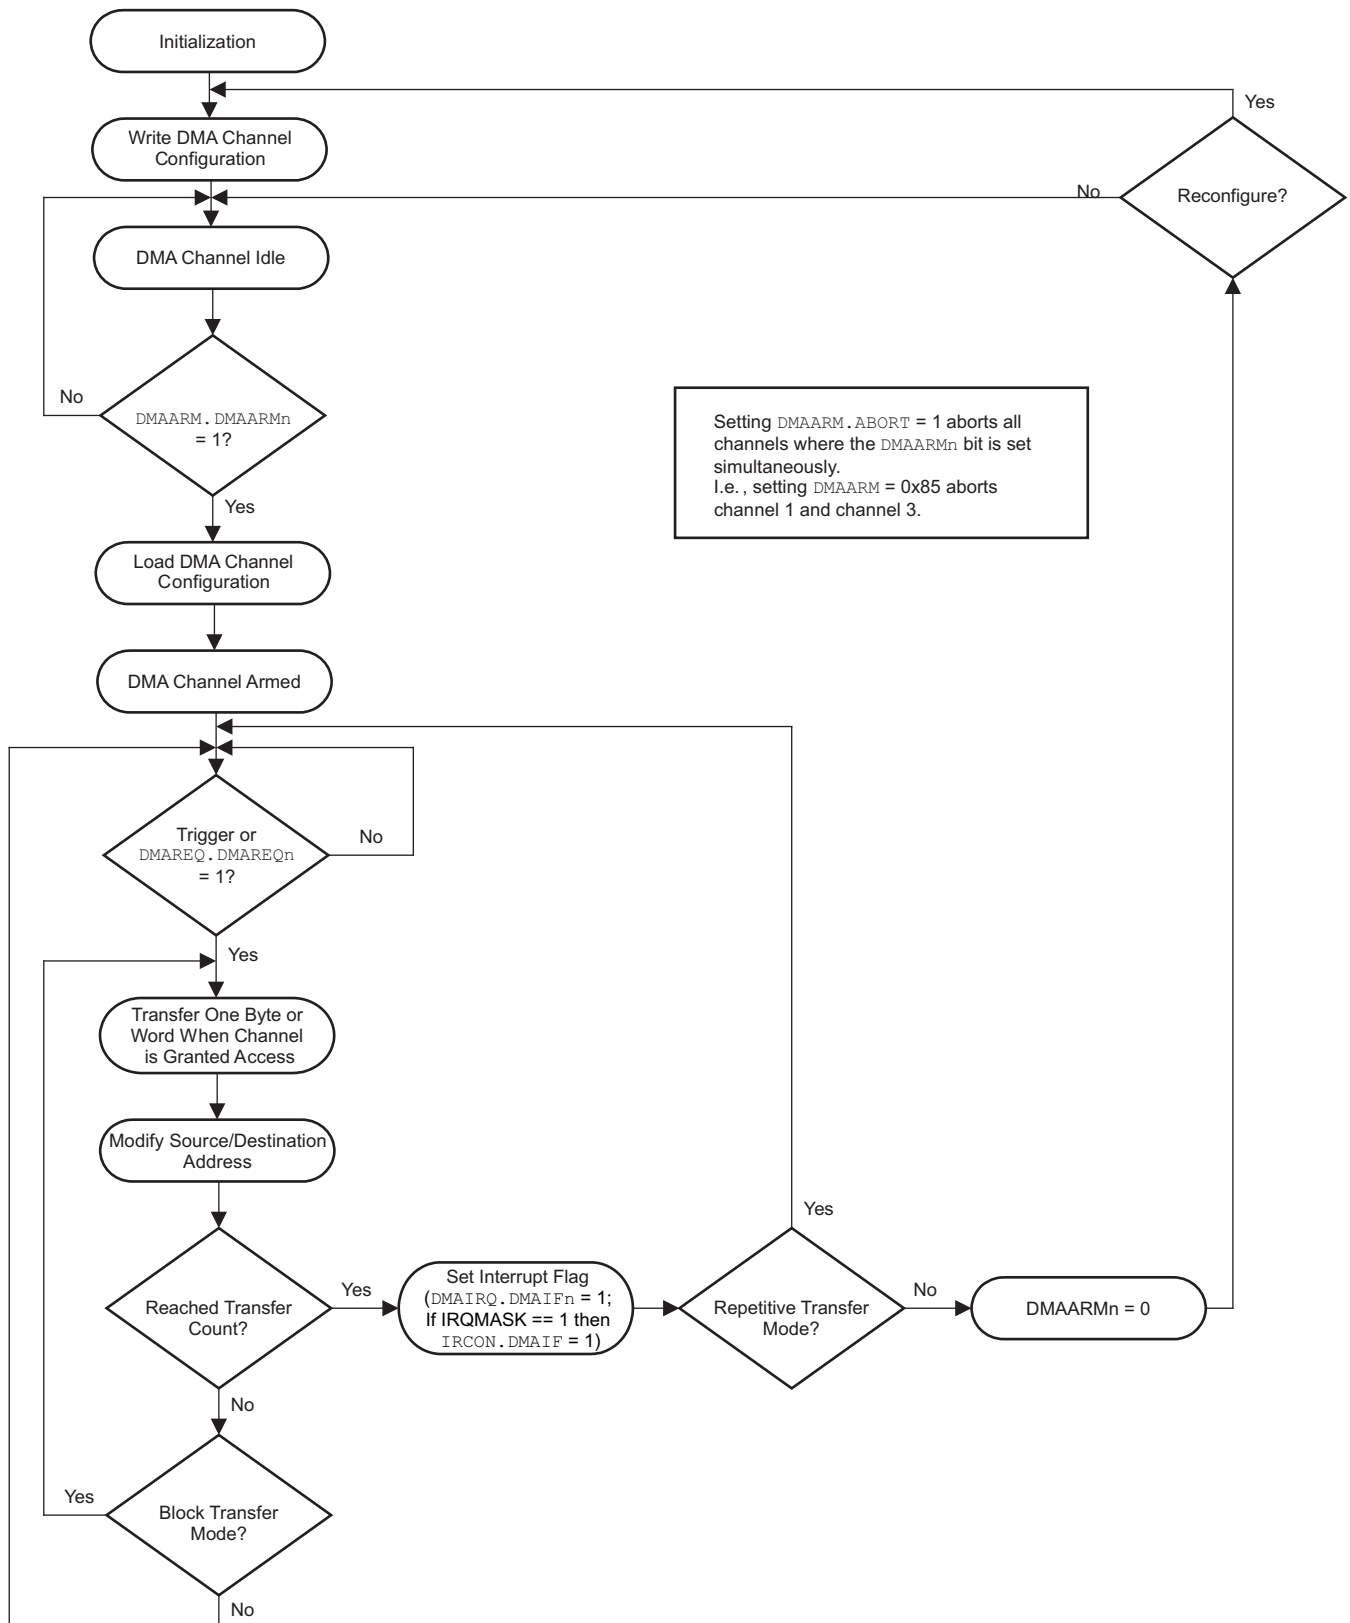 Initialization
Yes
Write DMA Channel
Configuration
No
Reconfigure?
DMA Channel Idle
No
DMAARM.DMAARMn
= 1?
Setting DMAARM.ABORT = 1 aborts all
channels where the DMAARMn bit is set
simultaneously.
I.e., setting DMAARM = 0x85 aborts
channel 1 and channel 3.
Yes
Load DMA Channel
Configuration
DMA Channel Armed
Trigger or
DMAREQ.DMAREQn
= 1?
No
Yes
Transfer One Byte or
Word When Channel
is Granted Access
Modify Source/Destination
Address
Reached Transfer
Count?
Yes
Set Interrupt Flag
(DMAIRQ.DMAIFn = 1;
If IRQMASK == 1 then
IRCON.DMAIF = 1)
Yes
Repetitive Transfer
Mode?
No
DMAARMn = 0
No
Yes
Block Transfer
Mode?
No